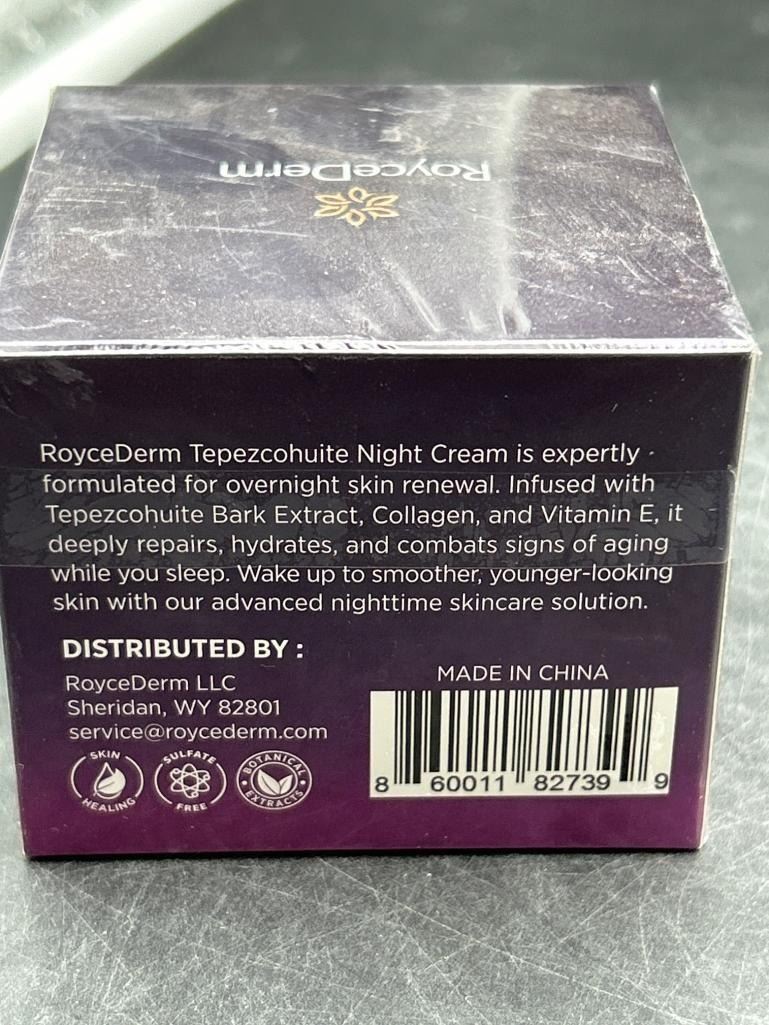 RoyceDerm
RoyceDerm Tepezcohuite Night Cream is expertly
formulated for overnight skin renewal. Infused with
Tepezcohuite Bark Extract, Collagen, and Vitamin E, it
deeply repairs, hydrates, and combats signs of aging
while you sleep. Wake up to smoother, younger-looking
skin with our advanced nighttime skincare solution.
DISTRIBUTED BY :
RoyceDerm LLC
Sheridan, WY 82801
service@roycederm.com
SKIN HEALING
SULFATE FREE
BOTANICAL EXTRACTS
MADE IN CHINA
8 60011 82739 9